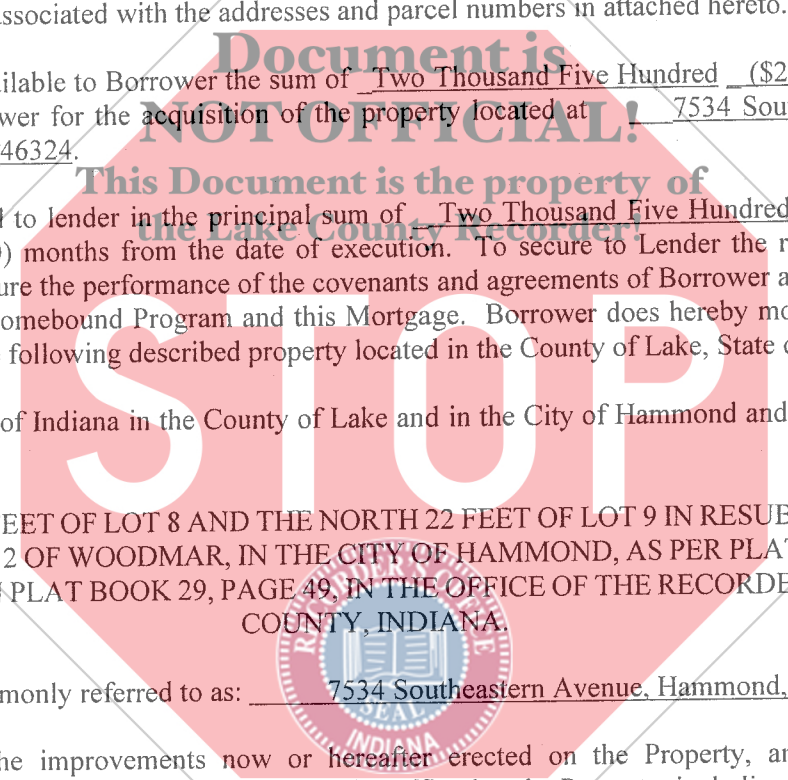 ssociated with the addresses and parcel numbers in attached hereto.
Document is
ilable to Borrower the sum of Two Thousand Five Hundred ($2
wer for the acquisition of the property located at 7534 Sou
NOT OFFICIAL!
46324.
This Document is the property of
to lender in the principal sum of Two Thousand Five Hundred
the Lake County Recorder!
) months from the date of execution. To secure to Lender the r
ure the performance of the covenants and agreements of Borrower a
omebound Program and this Mortgage. Borrower does hereby mo
following described property located in the County of Lake, State
STOP
of Indiana in the County of Lake and in the City of Hammond and
EET OF LOT 8 AND THE NORTH 22 FEET OF LOT 9 IN RESUB
2 OF WOODMAR, IN THE CITY OF HAMMOND, AS PER PLAT
PLAT BOOK 29, PAGE 49, IN THE OFFICE OF THE RECORDE
COUNTY, INDIANA.
RECORDER'S OFFICE
SEAL
INDIANA
monly referred to as: 7534 Southeastern Avenue, Hammond,
he improvements now or hereafter erected on the Property, an